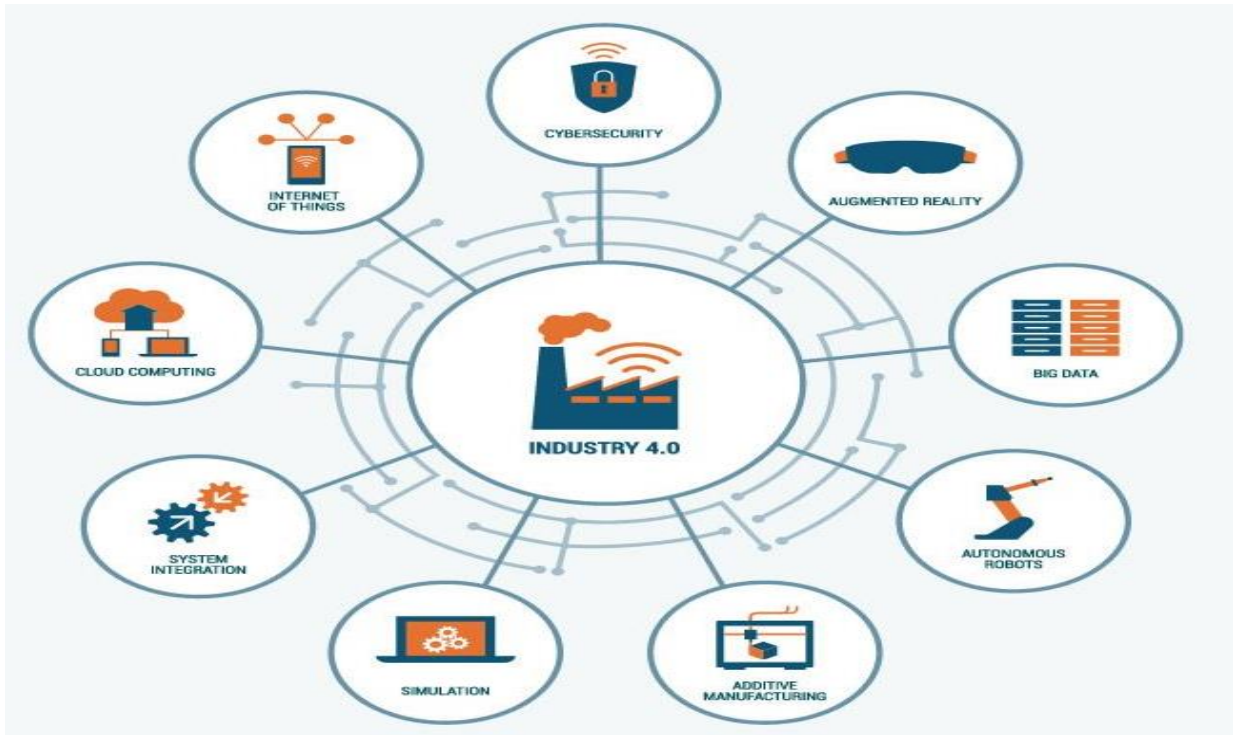 CYBERSECURITY
INTERNET
OF THINGS
AUGMENTED REALITY
CLOUD COMPUTING
BIG DATA
INDUSTRY 4.0
SYSTEM
INTEGRATION
AUTONOMOUS
ROBOTS
SIMULATION
ADDITIVE
MANUFACTURING